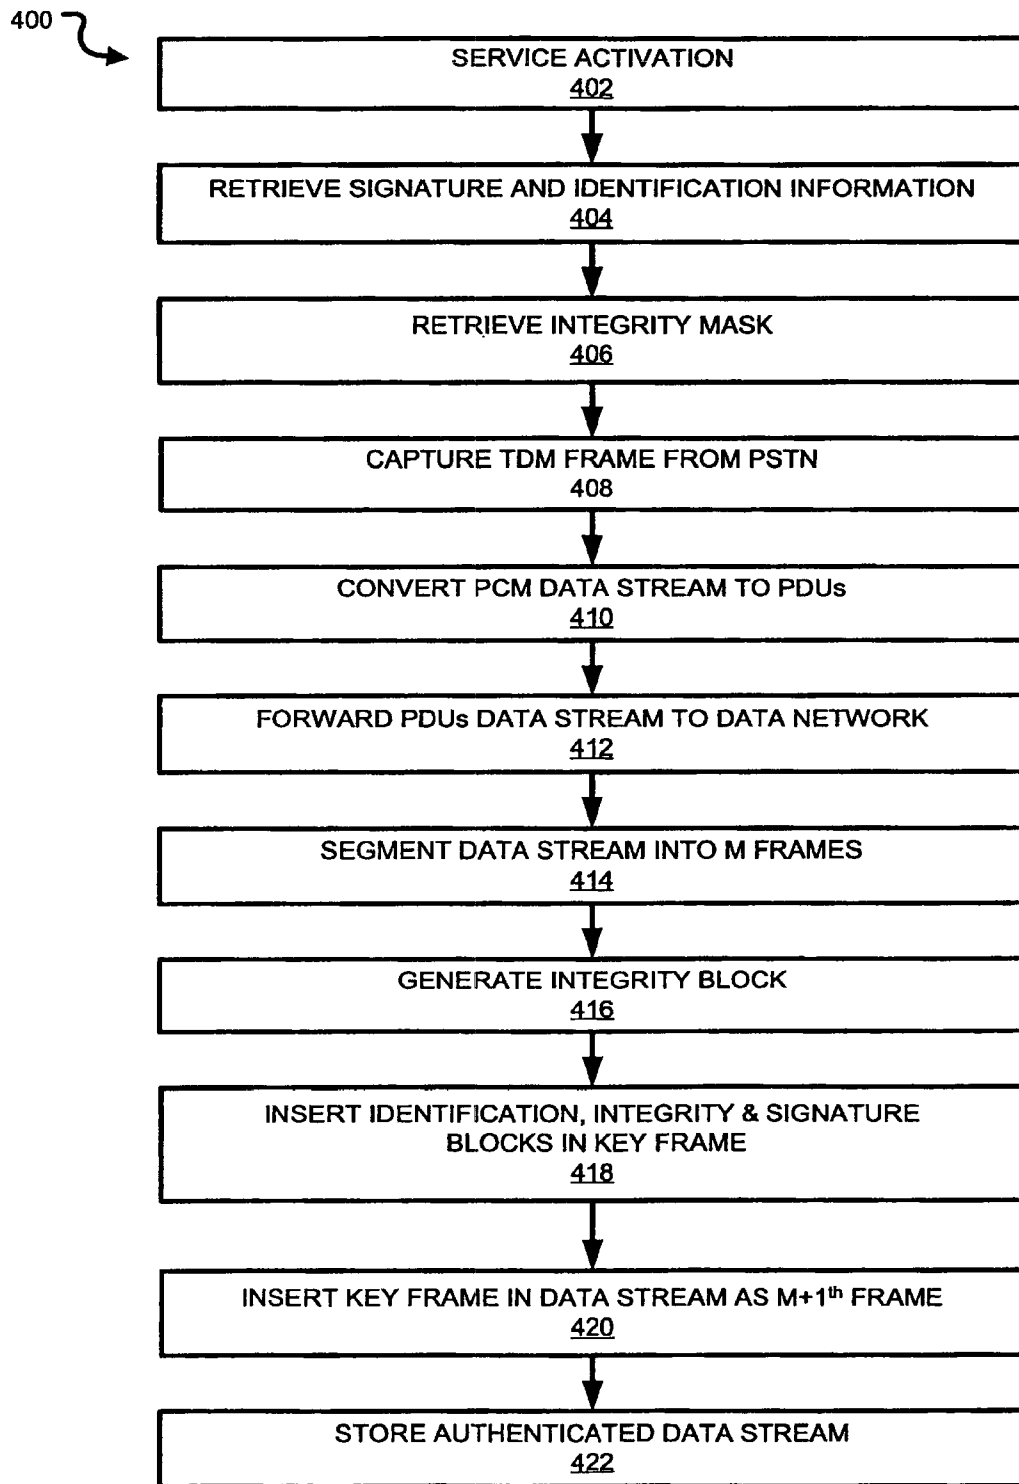 400
SERVICE ACTIVATION
402
RETRIEVE SIGNATURE AND IDENTIFICATION INFORMATION
404
RETRIEVE INTEGRITY MASK
406
CAPTURE TDM FRAME FROM PSTN
408
CONVERT PCM DATA STREAM TO PDUs
410
FORWARD PDUs DATA STREAM TO DATA NETWORK
412
SEGMENT DATA STREAM INTO M FRAMES
414
GENERATE INTEGRITY BLOCK
416
INSERT IDENTIFICATION, INTEGRITY & SIGNATURE
BLOCKS IN KEY FRAME
418
INSERT KEY FRAME IN DATA STREAM AS M+1th FRAME
420
STORE AUTHENTICATED DATA STREAM
422